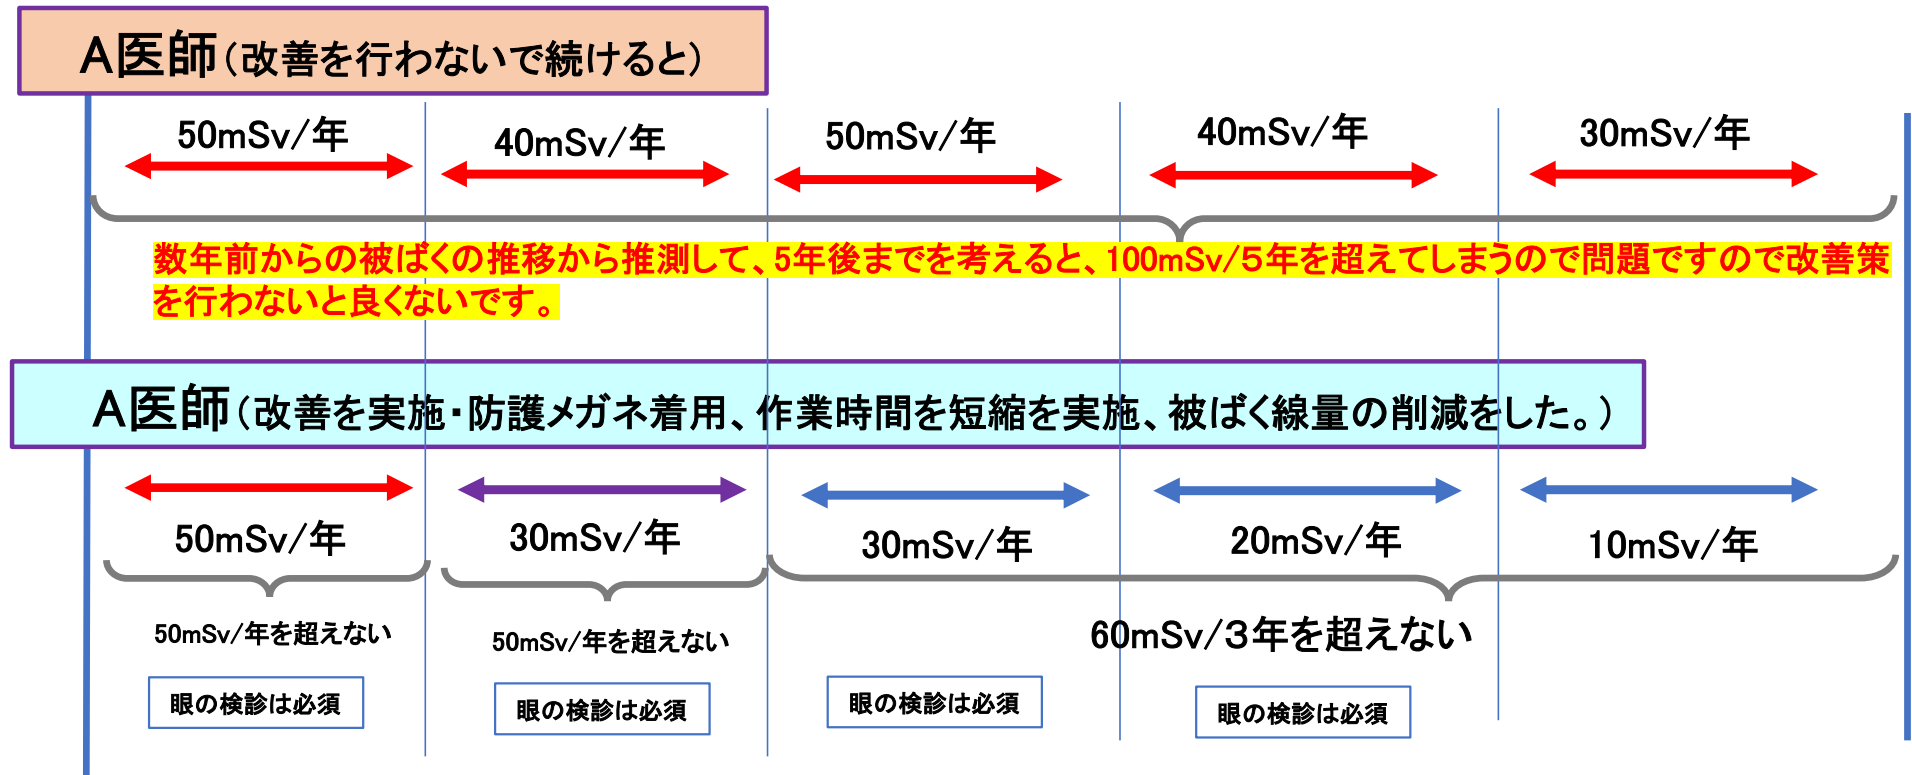 A医師（改善を行わないで続けると）
50mSv/年
40mSv/年
50mSv/年
40mSv/年
30mSv/年
数年前からの被ばくの推移から推測して、5年後までを考えると、100mSv/５年を超えてしまうので問題ですので改善策
を行わないと良くないです。
A医師（改善を実施・防護メガネ着用、作業時間を短縮を実施、被ばく線量の削減をした。）
50mSv/年
30mSv/年
30mSv/年
20mSv/年
10mSv/年
50mSv/年を超えない
50mSv/年を超えない
60mSv/３年を超えない
眼の検診は必須
眼の検診は必須
眼の検診は必須
眼の検診は必須